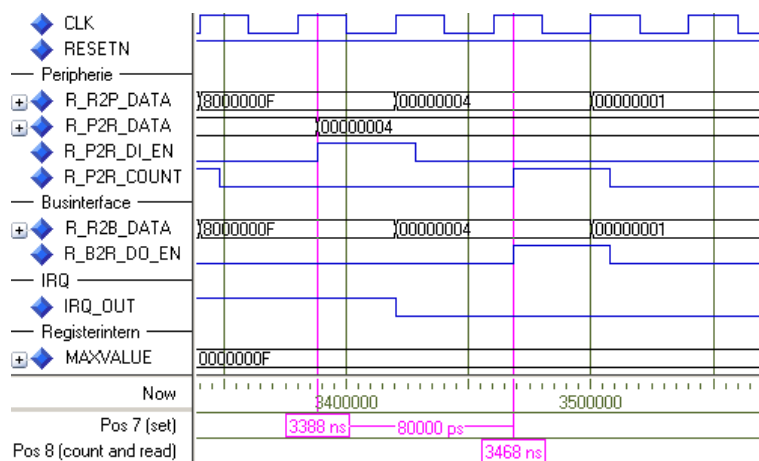 CLK
RESETN
Peripherie
R_R2P_DATA 8000000F 00000004 00000001
R_P2R_DATA 00000004
R_P2R_DI_EN
R_P2R_COUNT
Businterface
R_R2B_DATA 8000000F 00000004 00000001
R_B2R_DO_EN
IRQ
IRQ_OUT
Registerintern
MAXVALUE 0000000F
Now 3400000 3500000
Pos 7 (set) 3388 ns 80000 ps
Pos 8 (count and read) 3468 ns